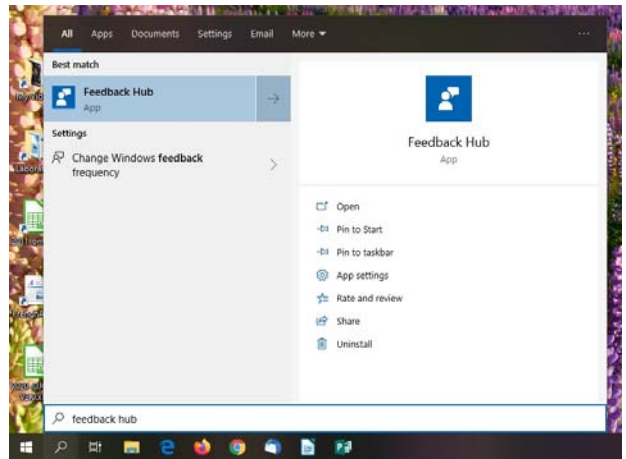 All Apps Documents Settings Email More
Best match
Feedback Hub
App
Settings
Change Windows feedback
frequency
Feedback Hub
App
Open
Pin to Start
Pin to taskbar
App settings
Rate and review
Share
Uninstall
feedback hub